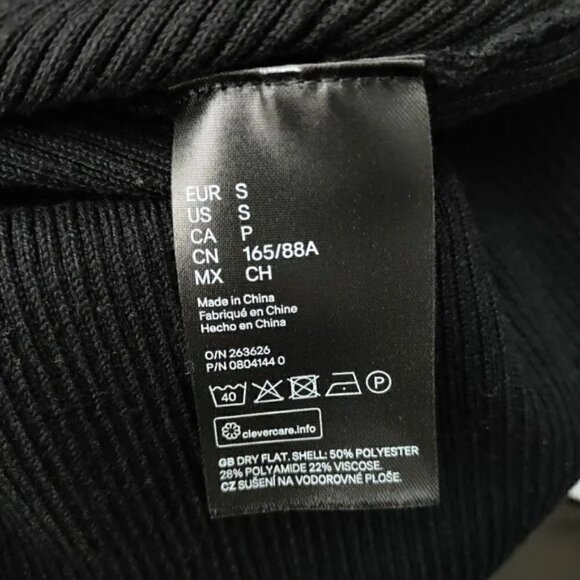 EUR S
US S
CA P
CN 165/88A
MX CH
Made in China
Fabriqué en Chine
Hecho en China
O/N 263626
P/N 0804144 0
40 P
clevercare.info
GB DRY FLAT. SHELL: 50% POLYESTER
28% POLYAMIDE 22% VISCOSE.
CZ SUŠENÍ NA VODOROVNÉ PLOŠE.